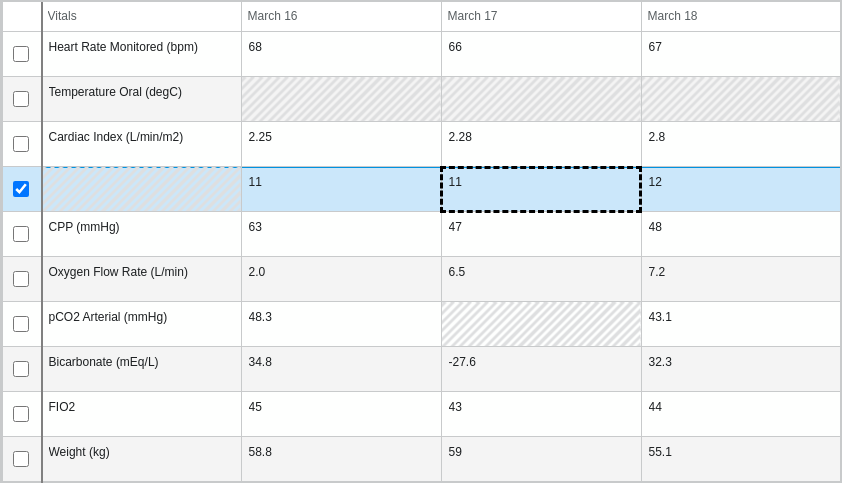 Vitals March 16 March 17 March 18
Heart Rate Monitored (bpm) 68 66 67
Temperature Oral (degC)
Cardiac Index (L/min/m2) 2.25 2.28 2.8
11 11 12
CPP (mmHg) 63 47 48
Oxygen Flow Rate (L/min) 2.0 6.5 7.2
pCO2 Arterial (mmHg) 48.3 43.1
Bicarbonate (mEq/L) 34.8 -27.6 32.3
FIO2 45 43 44
Weight (kg) 58.8 59 55.1